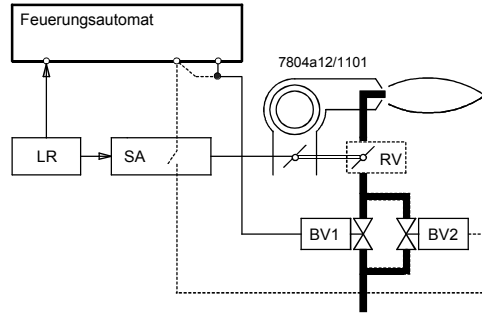 Feuerungsautomat
7804a12/1101
LR
SA
RV
BV1
BV2